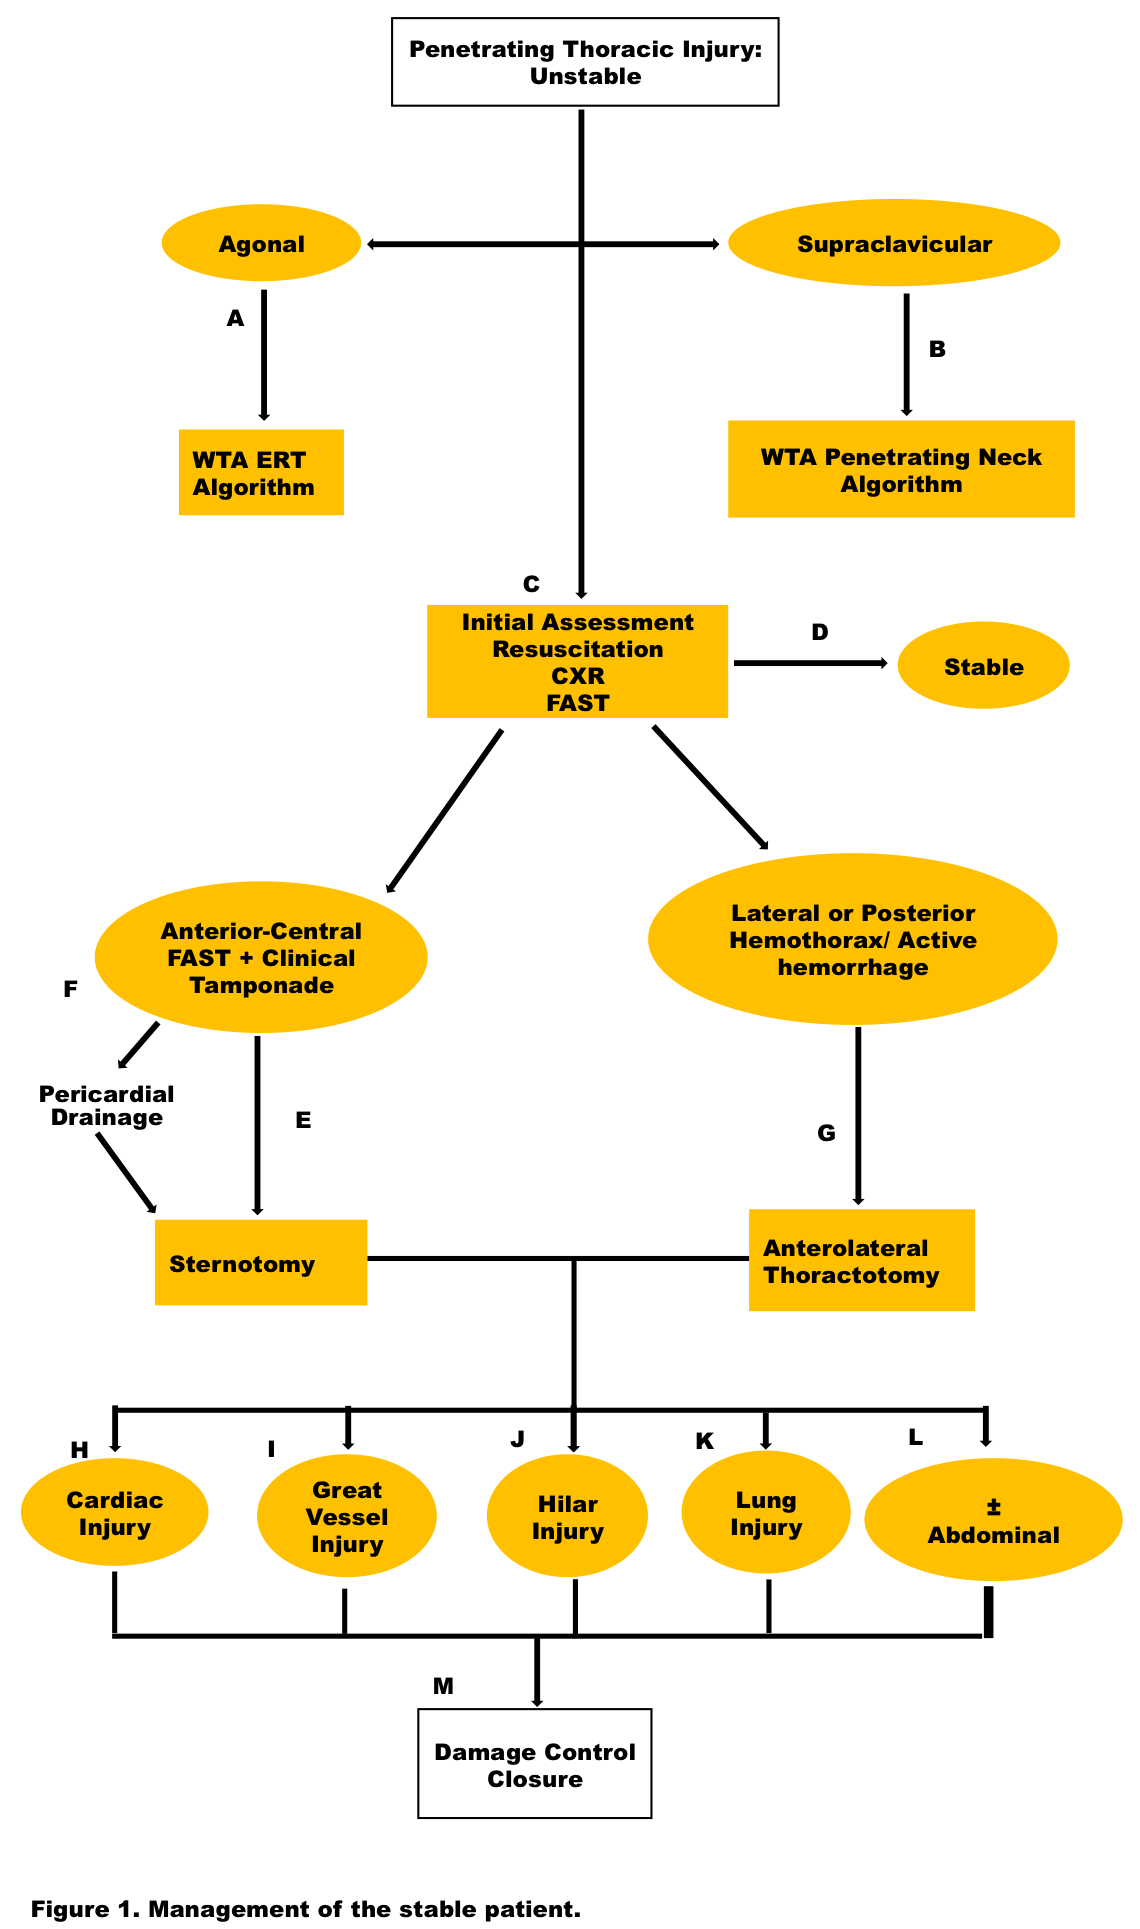 Penetrating Thoracic Injury:
Unstable
Agonal
Supraclavicular
A
B
WTA ERT
Algorithm
WTA Penetrating Neck
Algorithm
C
Initial Assessment
Resuscitation
CXR
FAST
D
Stable
Anterior-Central
FAST + Clinical
Tamponade
Lateral or Posterior
Hemothorax/ Active
hemorrhage
F
Pericardial
Drainage
E
G
Sternotomy
Anterolateral
Thoractotomy
H
I
J
K
L
Cardiac
Injury
Great
Vessel
Injury
Hilar
Injury
Lung
Injury
±
Abdominal
M
Damage Control
Closure
Figure 1. Management of the stable patient.